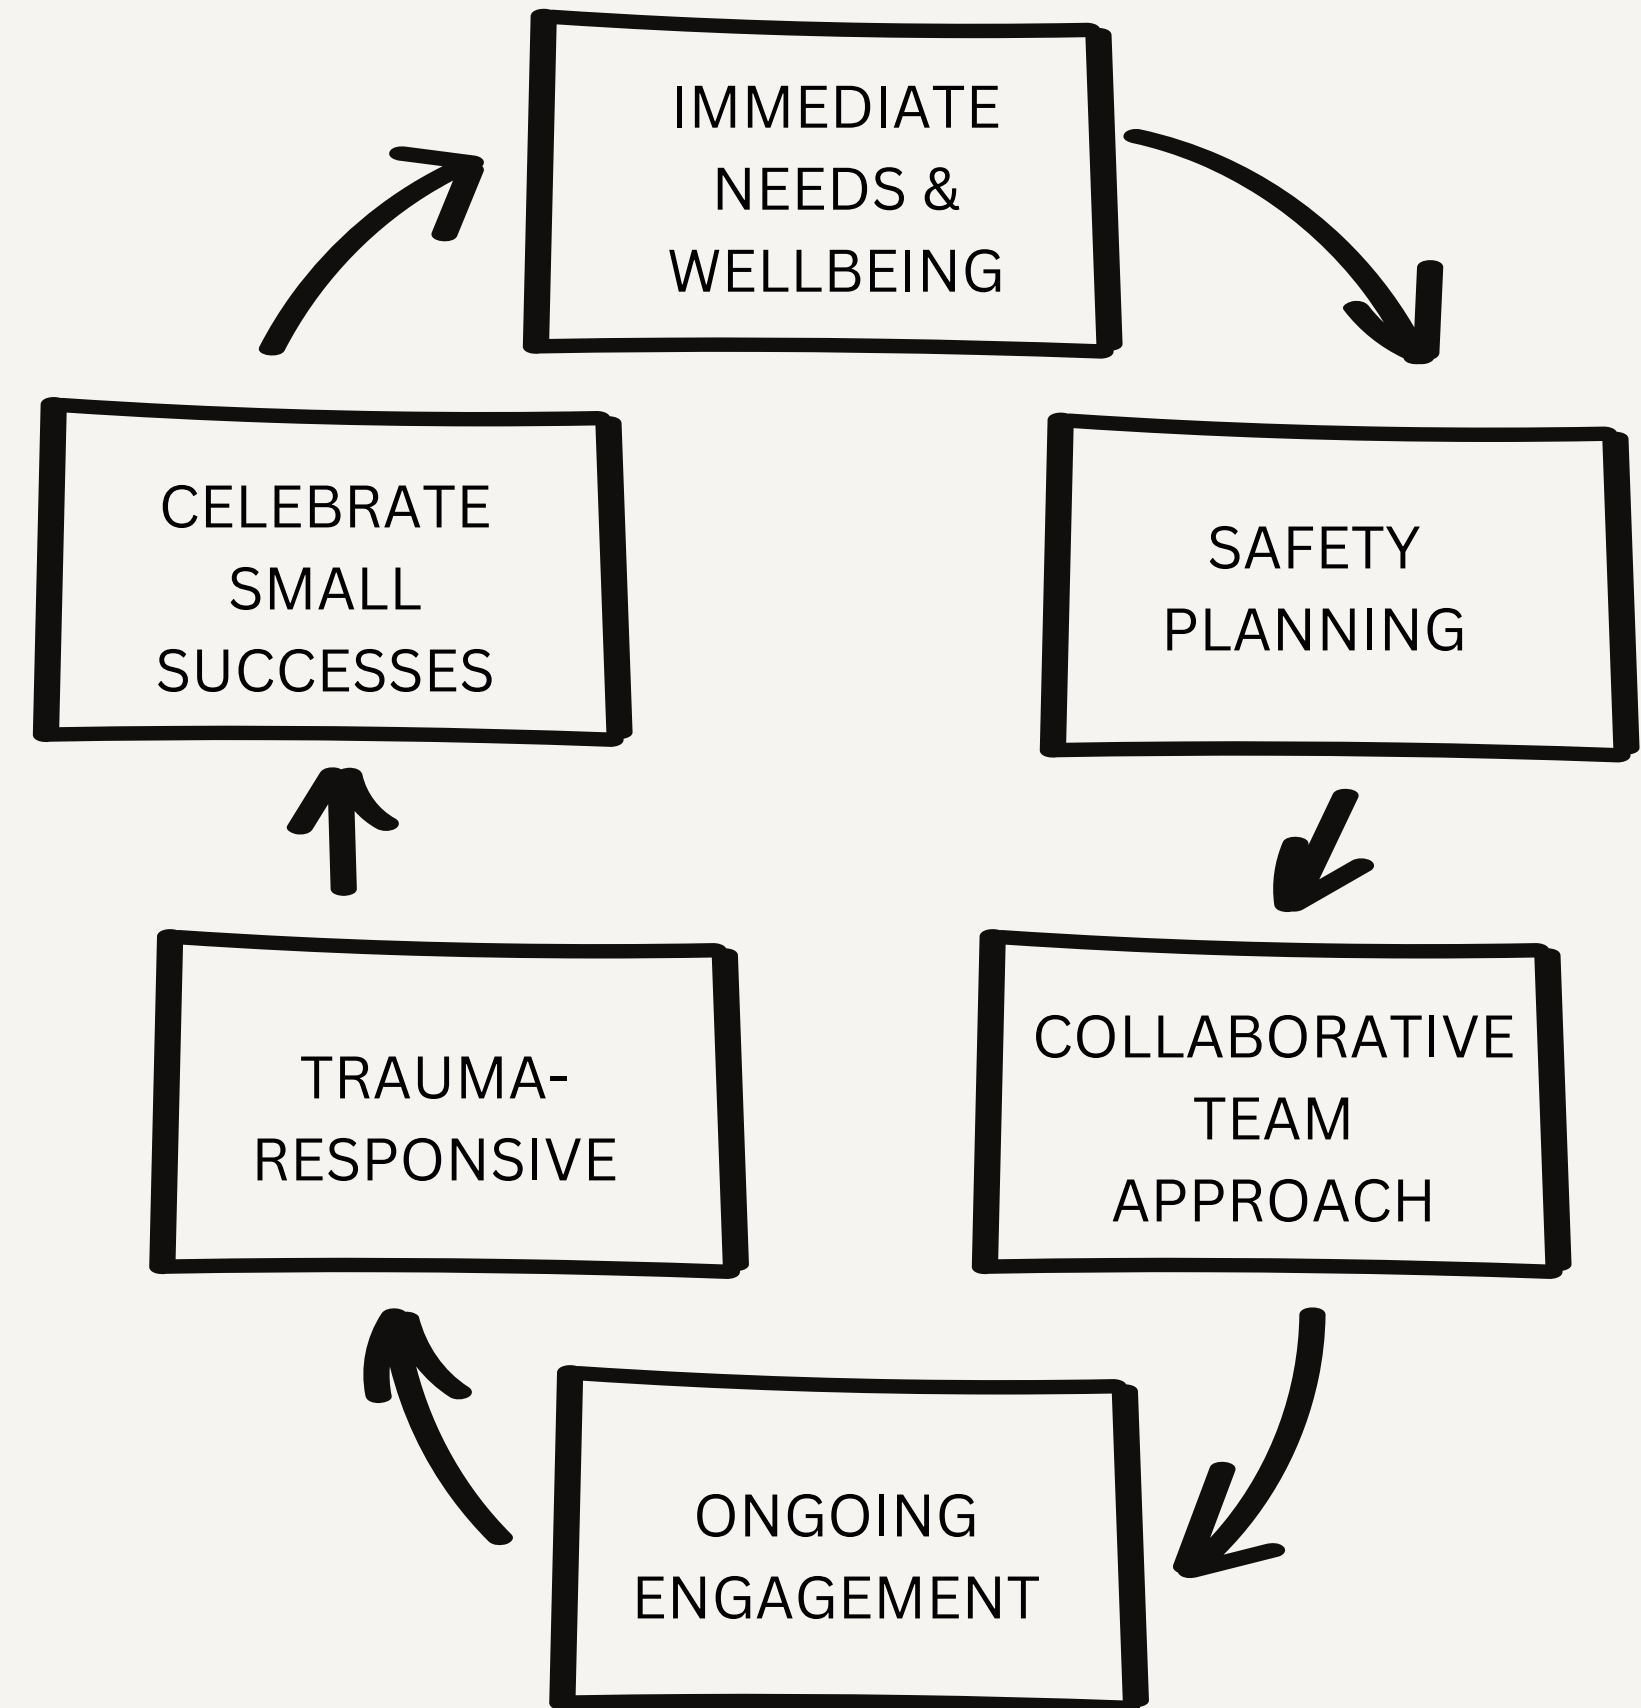 IMMEDIATE
NEEDS &
WELLBEING
SAFETY
PLANNING
COLLABORATIVE
TEAM
APPROACH
ONGOING
ENGAGEMENT
TRAUMA-
RESPONSIVE
CELEBRATE
SMALL
SUCCESSES